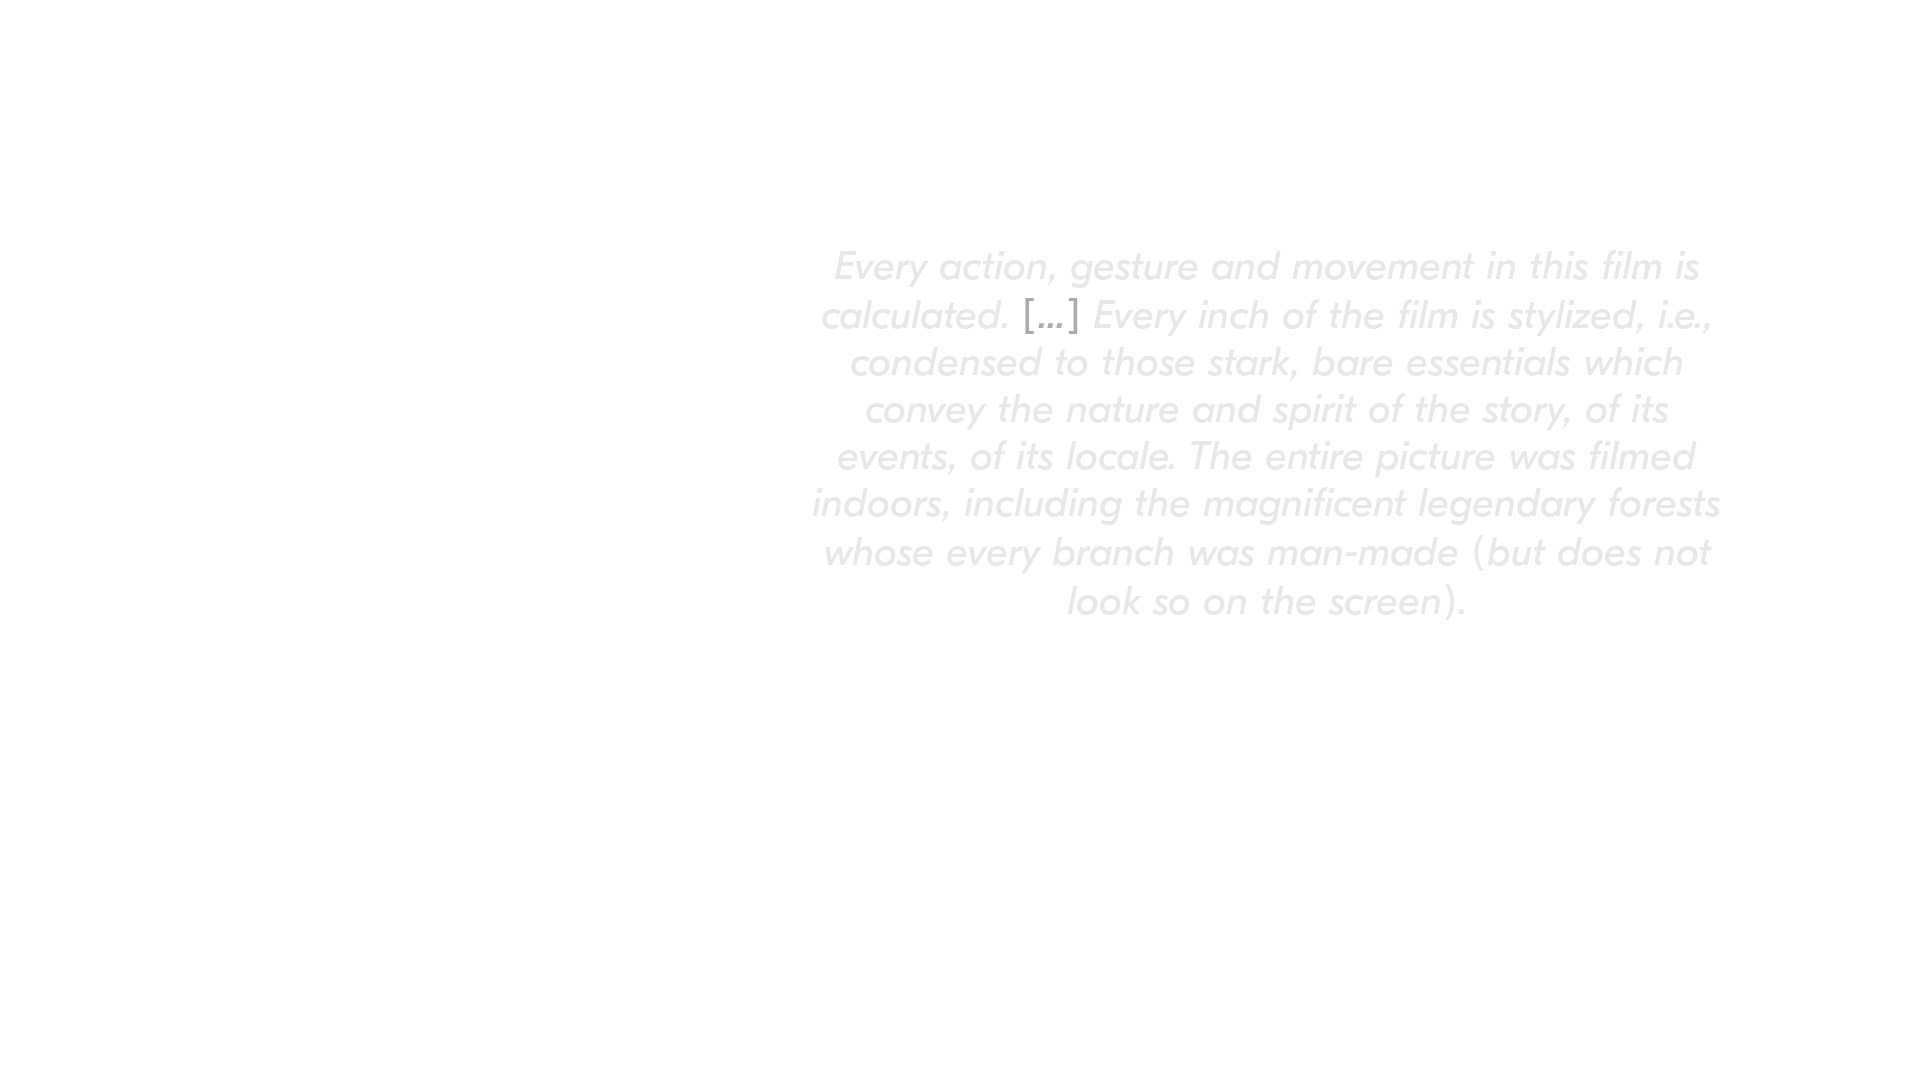 Every action, gesture and movement in this film is
calculated. [...] Every inch of the film is stylized, i.e.,
condensed to those stark, bare essentials which
convey the nature and spirit of the story, of its
events, of its locale. The entire picture was filmed
indoors, including the magnificent legendary forests
whose every branch was man-made (but does not
look so on the screen).